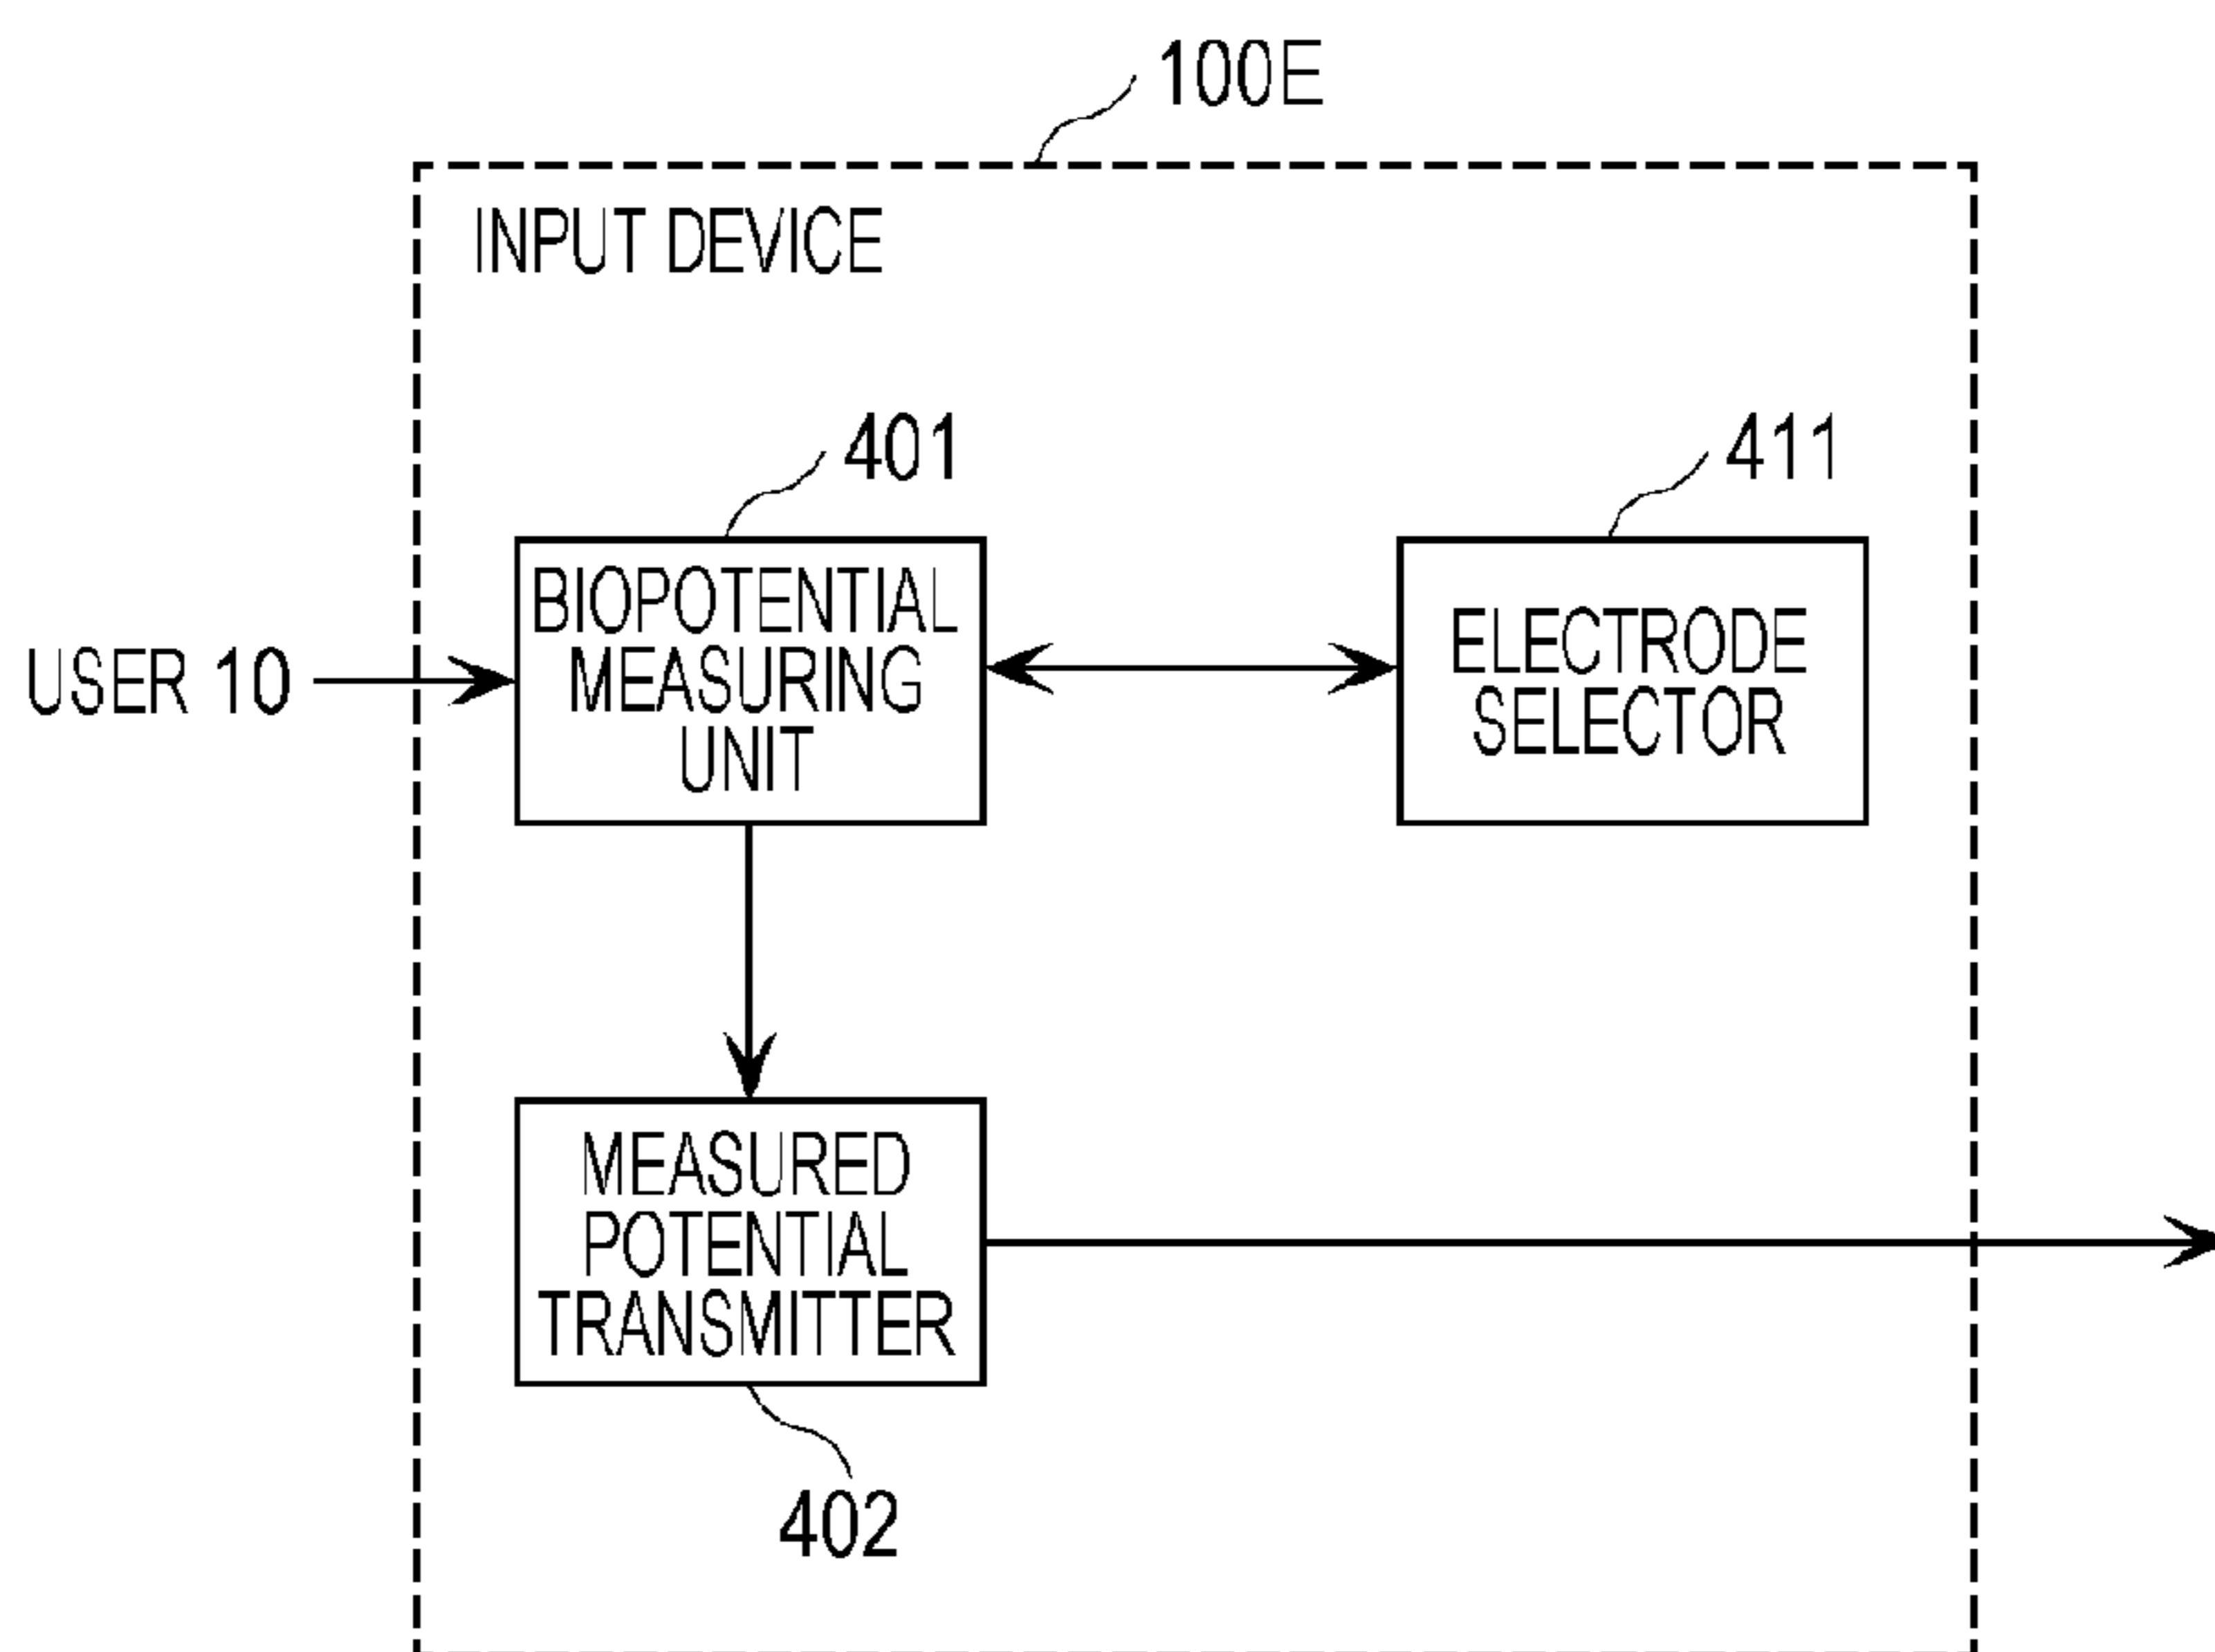 100E
INPUT DEVICE
401
411
BIOPOTENTIAL
MEASURING
UNIT
ELECTRODE
SELECTOR
USER 10
MEASURED
POTENTIAL
TRANSMITTER
402